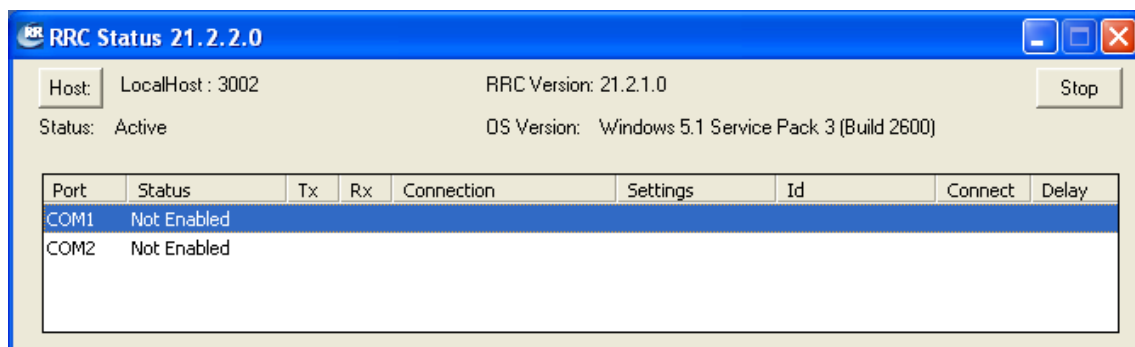 RR RRC Status 21.2.2.0
Host: LocalHost : 3002 RRC Version: 21.2.1.0 Stop
Status: Active OS Version: Windows 5.1 Service Pack 3 (Build 2600)
Port Status Tx Rx Connection Settings Id Connect Delay
COM1 Not Enabled
COM2 Not Enabled